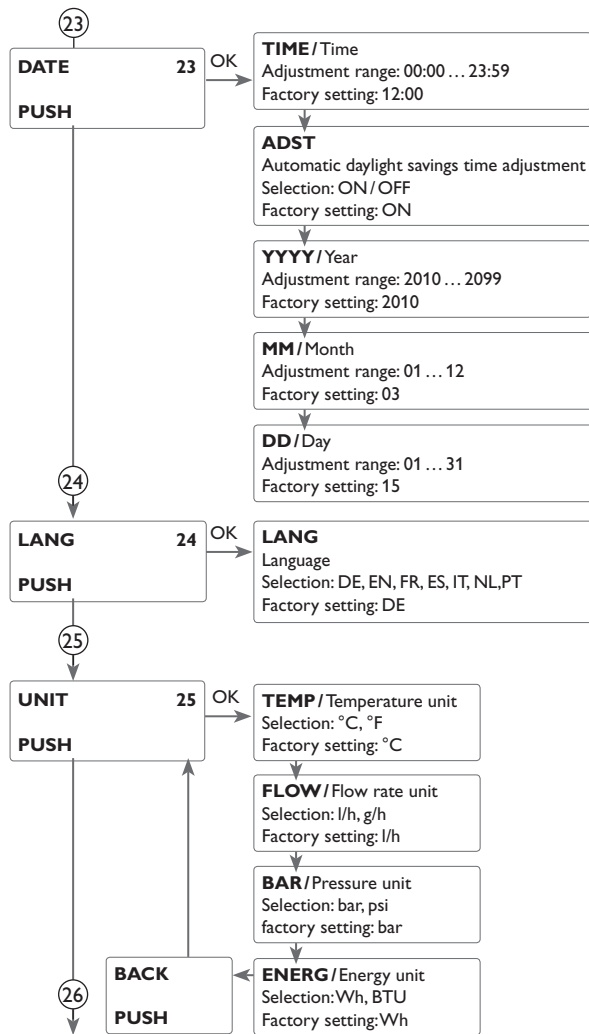 23
DATE 23
PUSH
OK
TIME / Time
Adjustment range: 00:00 … 23:59
Factory setting: 12:00
ADST
Automatic daylight savings time adjustment
Selection: ON / OFF
Factory setting: ON
YYYY / Year
Adjustment range: 2010 … 2099
Factory setting: 2010
MM / Month
Adjustment range: 01 … 12
Factory setting: 03
DD / Day
Adjustment range: 01 … 31
Factory setting: 15
24
LANG 24
PUSH
OK
LANG
Language
Selection: DE, EN, FR, ES, IT, NL,PT
Factory setting: DE
25
UNIT 25
PUSH
OK
TEMP / Temperature unit
Selection: °C, °F
Factory setting: °C
FLOW / Flow rate unit
Selection: l/h, g/h
Factory setting: l/h
BAR / Pressure unit
Selection: bar, psi
factory setting: bar
ENERG / Energy unit
Selection: Wh, BTU
Factory setting: Wh
BACK
PUSH
26